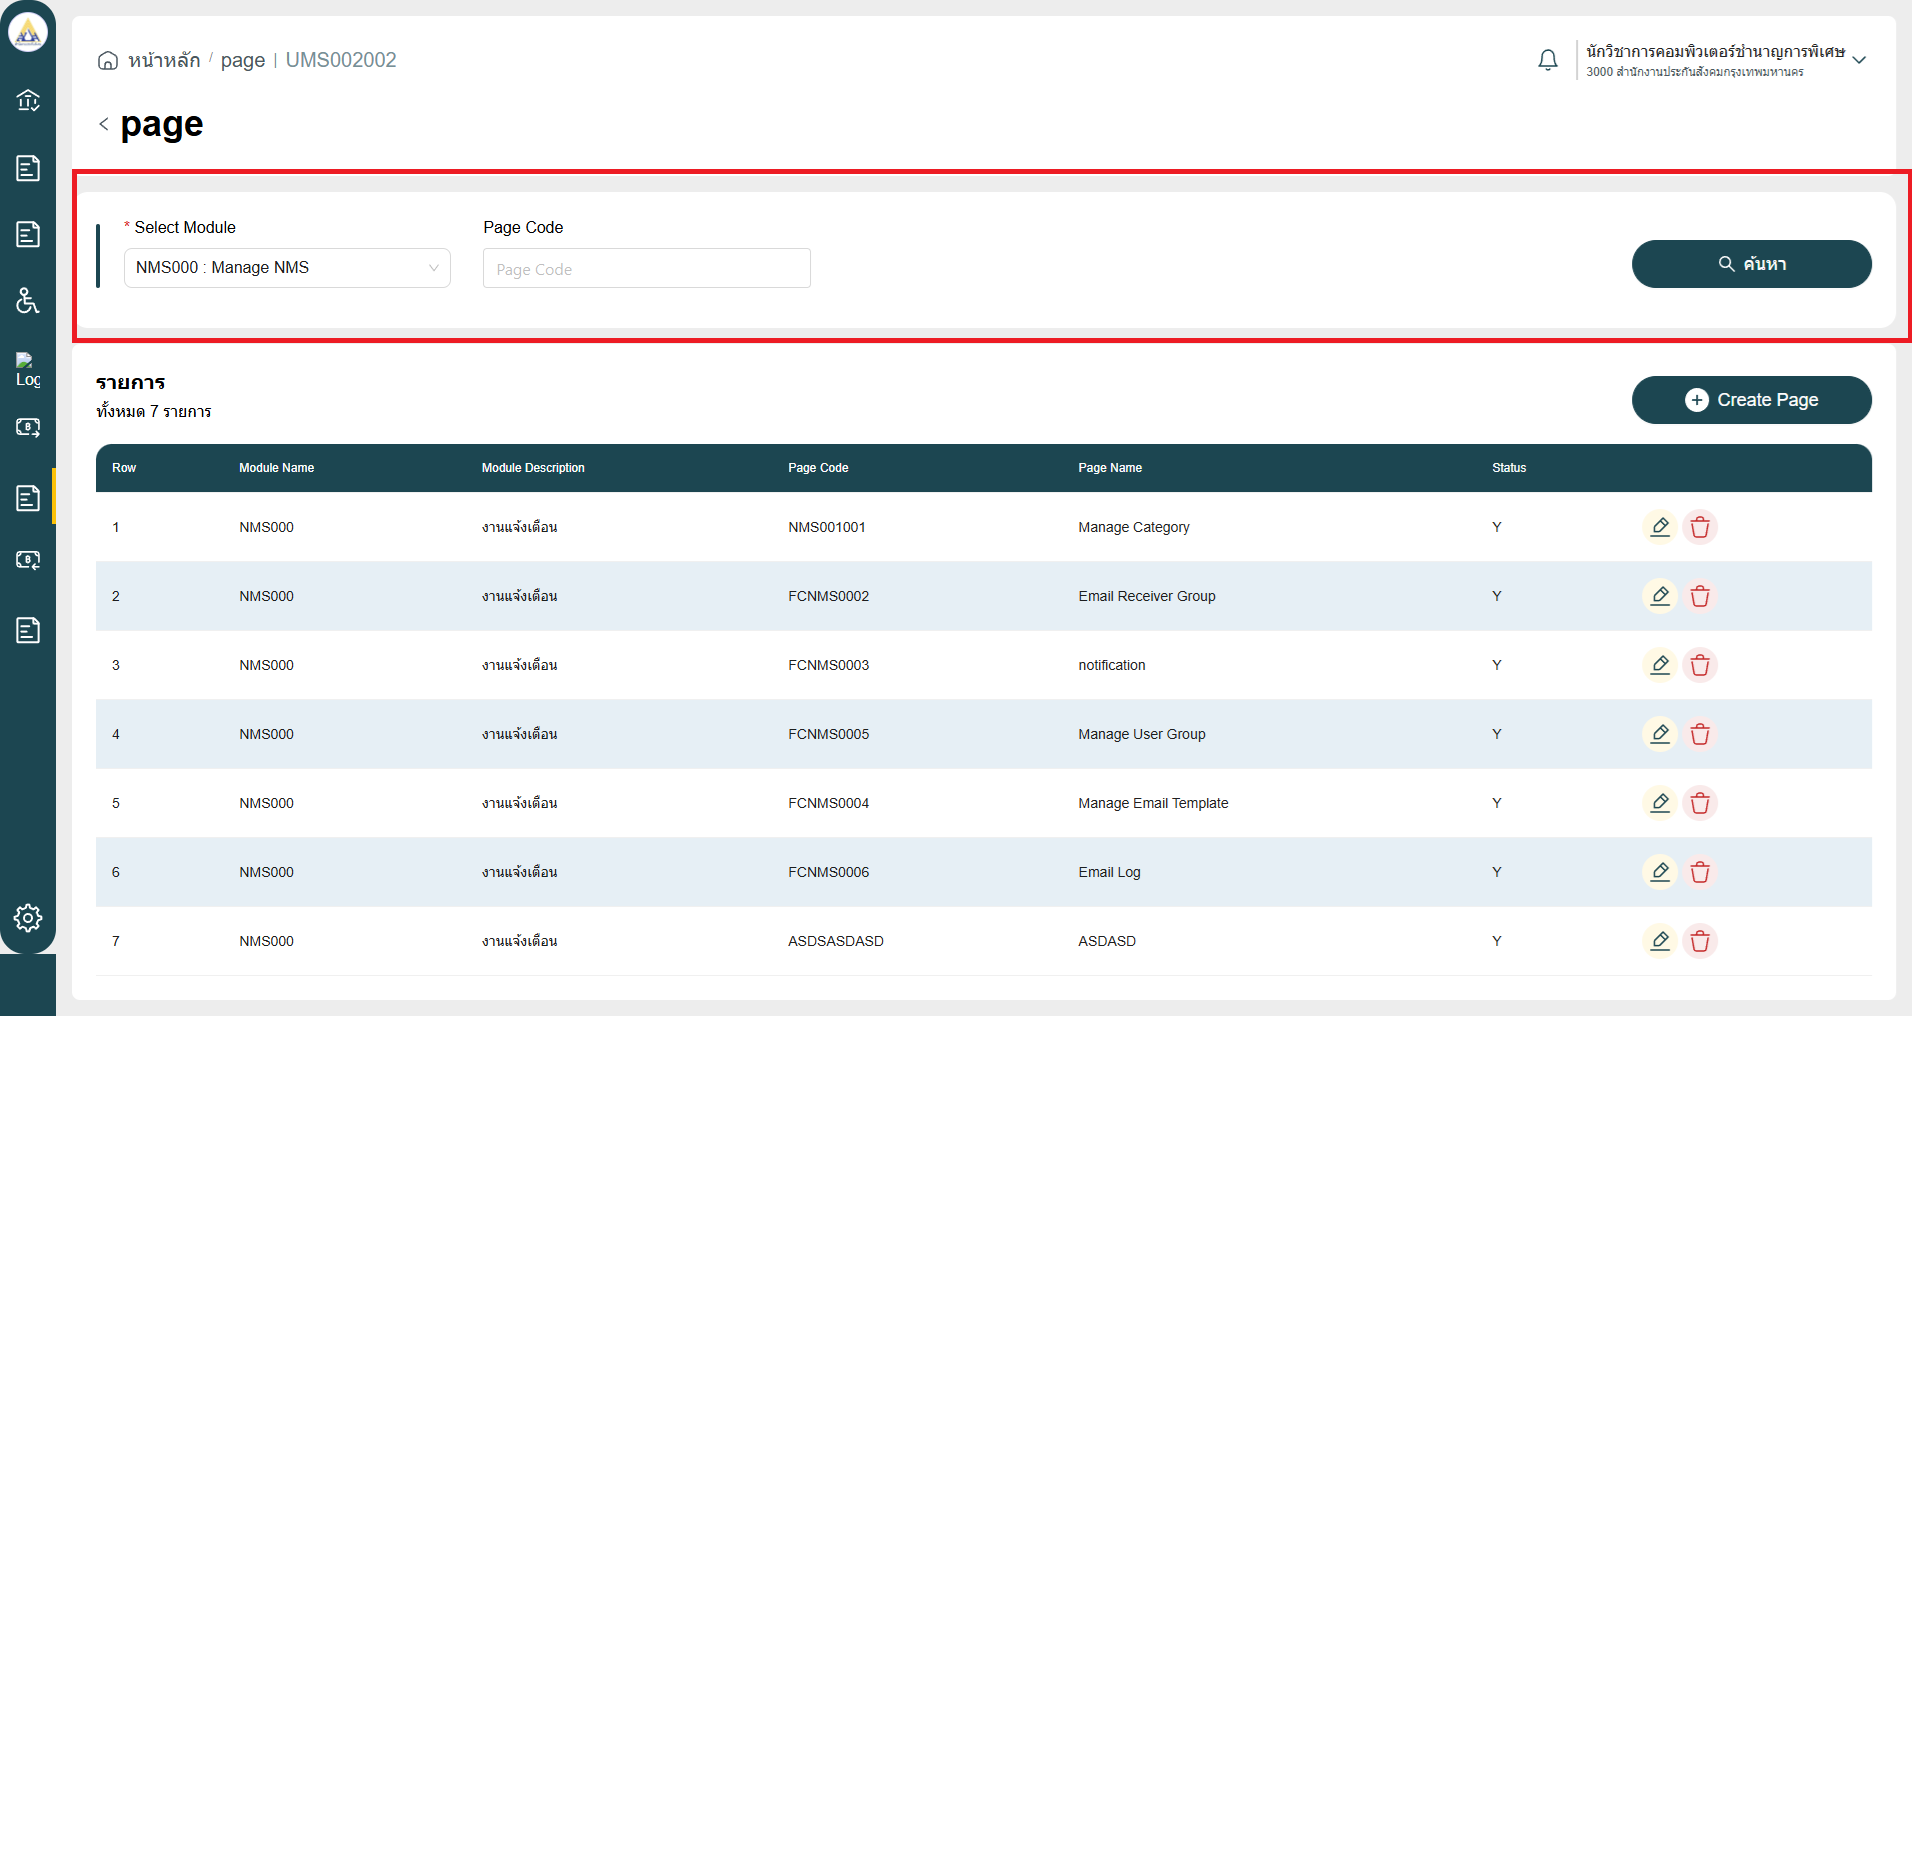 หน้าหลัก / page | UMS002002
นักวิชาการคอมพิวเตอร์ชำนาญการพิเศษ
3000 สำนักงานประกันสังคมกรุงเทพมหานคร
< page
* Select Module
Page Code
NMS000 : Manage NMS
Page Code
ค้นหา
Log
รายการ
ทั้งหมด 7 รายการ
Create Page
Row Module Name Module Description Page Code Page Name Status
1 NMS000 งานแจ้งเตือน NMS001001 Manage Category Y
2 NMS000 งานแจ้งเตือน FCNMS0002 Email Receiver Group Y
3 NMS000 งานแจ้งเตือน FCNMS0003 notification Y
4 NMS000 งานแจ้งเตือน FCNMS0005 Manage User Group Y
5 NMS000 งานแจ้งเตือน FCNMS0004 Manage Email Template Y
6 NMS000 งานแจ้งเตือน FCNMS0006 Email Log Y
7 NMS000 งานแจ้งเตือน ASDSASDASD ASDASD Y